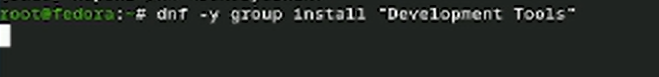 root@fedora:~# dnf -y group install "Development Tools"